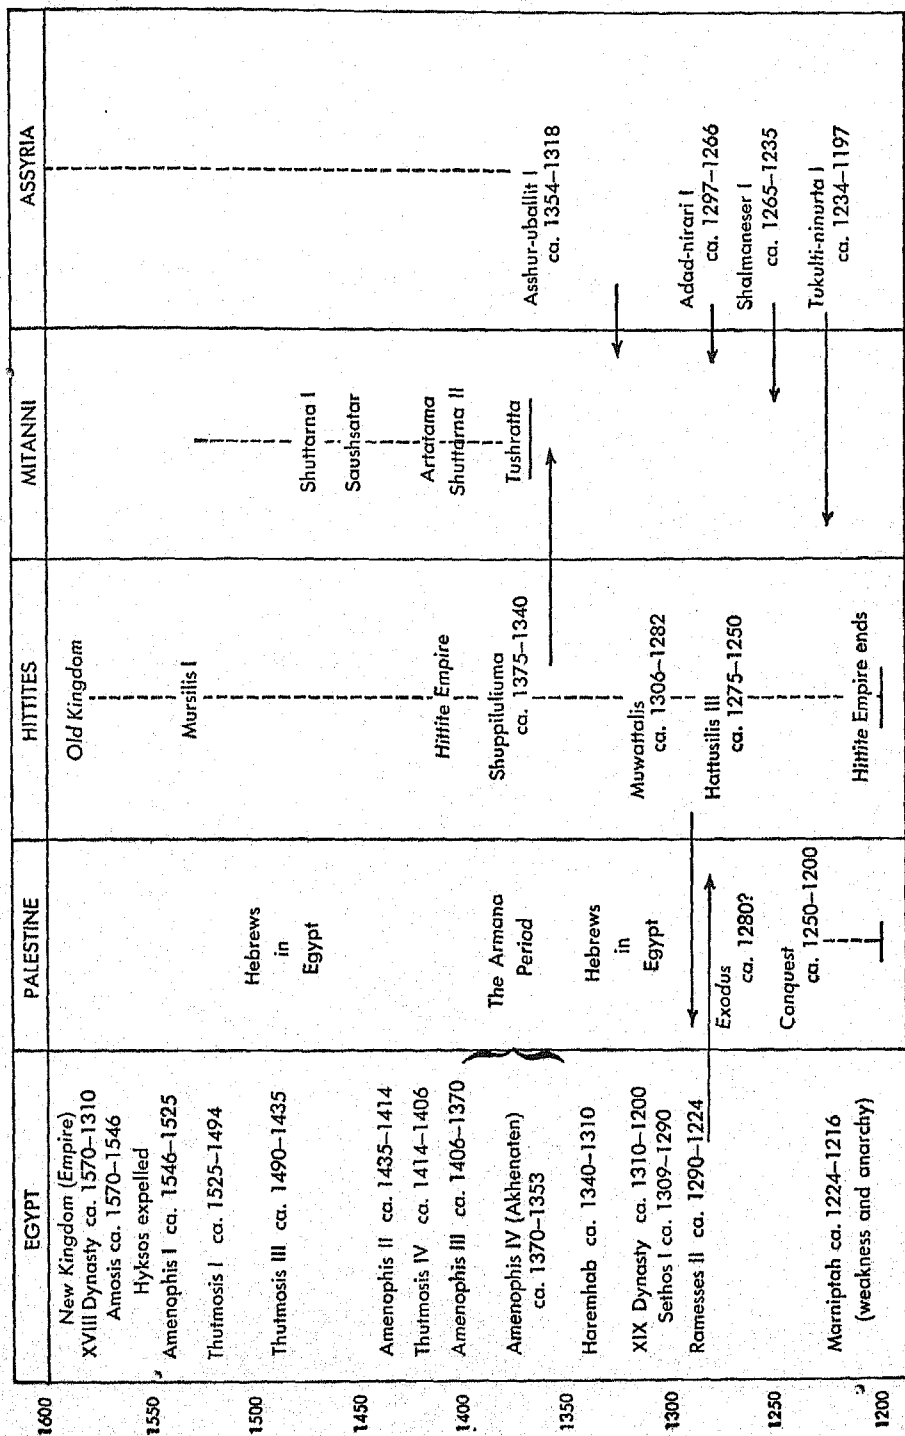 EGYPT
PALESTINE
HITTITES
MITANNI
ASSYRIA
1600
1550
1500
1450
1400
1350
1300
1250
1200
New Kingdom (Empire)
XVIII Dynasty ca. 1570–1310
Amosis ca. 1570–1546
Hyksos expelled
Amenophis I ca. 1546–1525
Thutmosis I ca. 1525–1494
Thutmosis III ca. 1490–1435
Amenophis II ca. 1435–1414
Thutmosis IV ca. 1414–1406
Amenophis III ca. 1406–1370
Amenophis IV (Akhenaten)
ca. 1370–1353
Haremhab ca. 1340–1310
XIX Dynasty ca. 1310–1200
Sethos I ca. 1309–1290
Ramesses II ca. 1290–1224
Marniptah ca. 1224–1216
(weakness and anarchy)
Hebrews
in
Egypt
The Armana
Period
Hebrews
in
Egypt
Exodus
ca. 1280?
Conquest
ca. 1250–1200
Old Kingdom
Mursilis I
Hittite Empire
Shuppiluliuma
ca. 1375–1340
Muwattalis
ca. 1306–1282
Hattusilis III
ca. 1275–1250
Hittite Empire ends
Shuttarna I
Saushsatar
Artatama
Shuttarna II
Tushratta
Asshur-uballit I
ca. 1354–1318
Adad-nirari I
ca. 1297–1266
Shalmaneser I
ca. 1265–1235
Tukulti-ninurta I
ca. 1234–1197